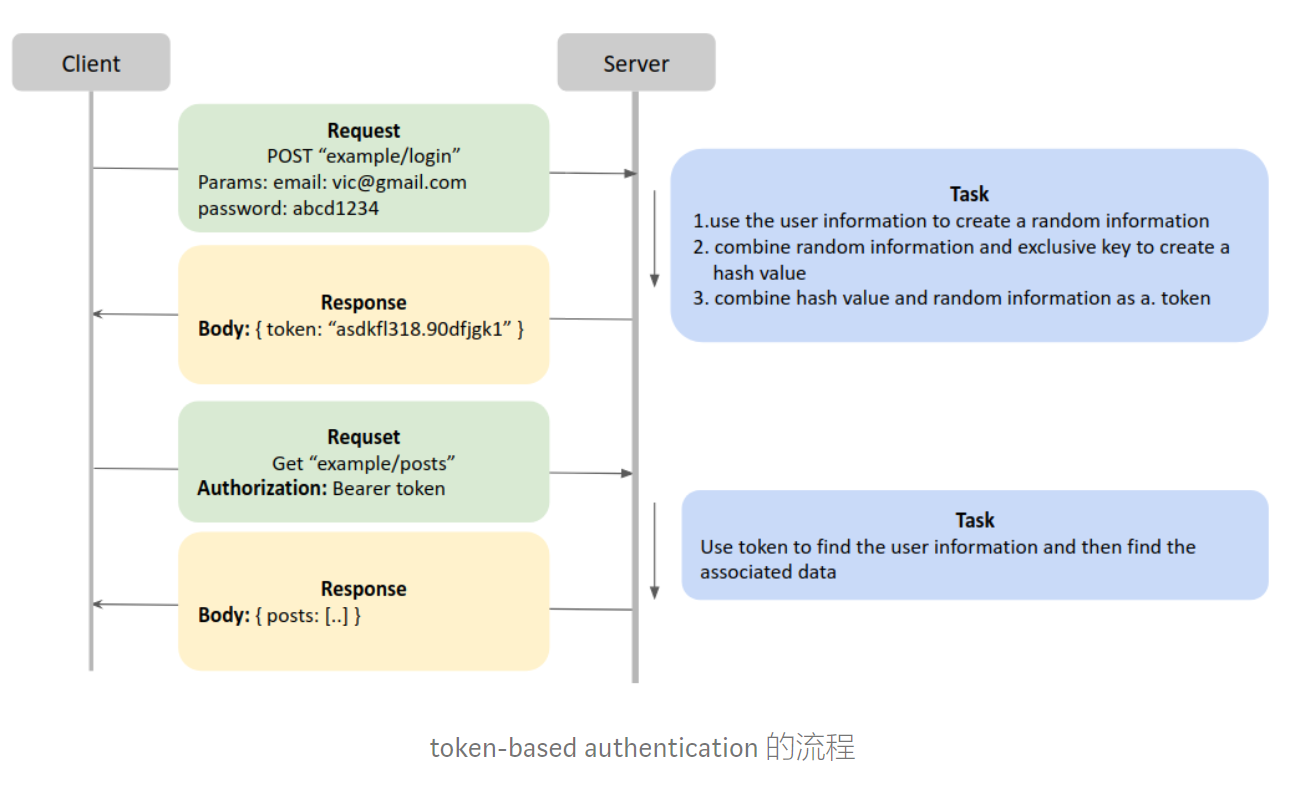 Client
Server
Request
POST “example/login”
Params: email: vic@gmail.com
password: abcd1234
Task
1.use the user information to create a random information
2. combine random information and exclusive key to create a
hash value
3. combine hash value and random information as a. token
Response
Body: { token: “asdkfl318.90dfjgk1” }
Requset
Get “example/posts”
Authorization: Bearer token
Task
Use token to find the user information and then find the
associated data
Response
Body: { posts: [..] }
token-based authentication 的流程